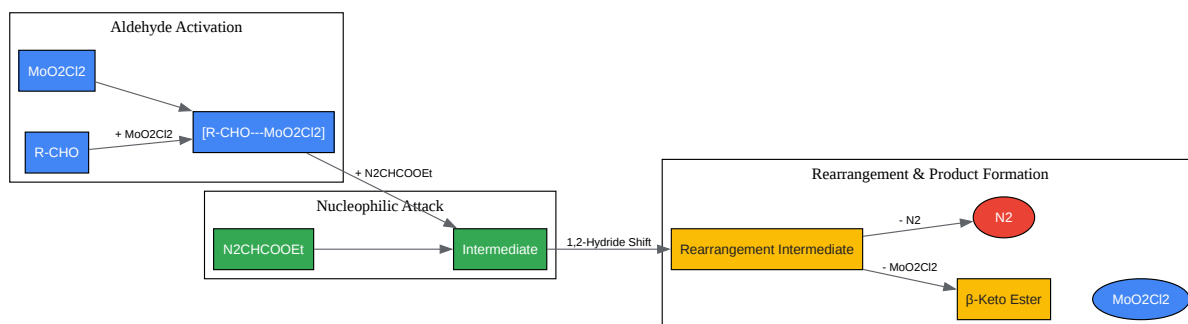 Aldehyde Activation
MoO2Cl2
R-CHO
+ MoO2Cl2
[R-CHO---MoO2Cl2]
+ N2CHCOOEt
Nucleophilic Attack
N2CHCOOEt
Intermediate
1,2-Hydride Shift
Rearrangement & Product Formation
Rearrangement Intermediate
- N2
N2
- MoO2Cl2
β-Keto Ester
MoO2Cl2